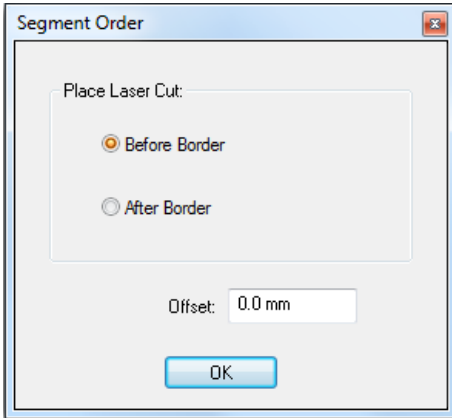 Segment Order
Place Laser Cut:
Before Border
After Border
Offset: 0.0 mm
OK